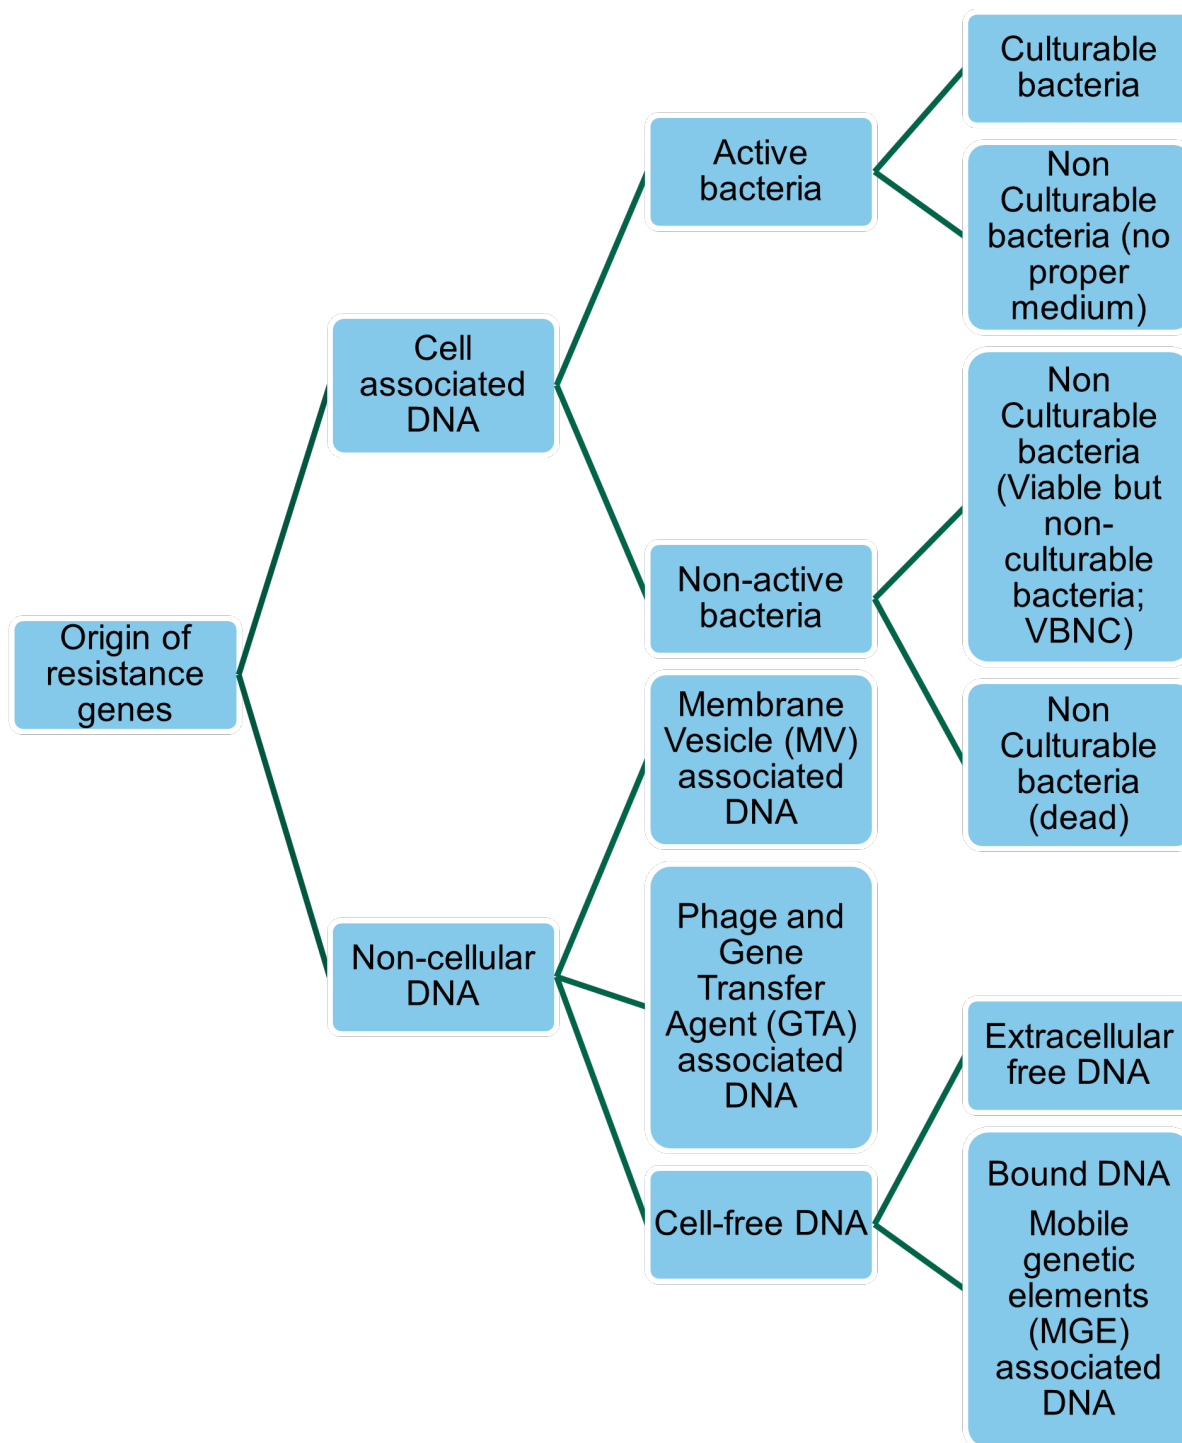 Origin of
resistance
genes
Cell
associated
DNA
Non-cellular
DNA
Active
bacteria
Non-active
bacteria
Membrane
Vesicle (MV)
associated
DNA
Phage and
Gene
Transfer
Agent (GTA)
associated
DNA
Cell-free DNA
Culturable
bacteria
Non
Culturable
bacteria (no
proper
medium)
Non
Culturable
bacteria
(Viable but
non-
culturable
bacteria;
VBNC)
Non
Culturable
bacteria
(dead)
Extracellular
free DNA
Bound DNA
Mobile
genetic
elements
(MGE)
associated
DNA